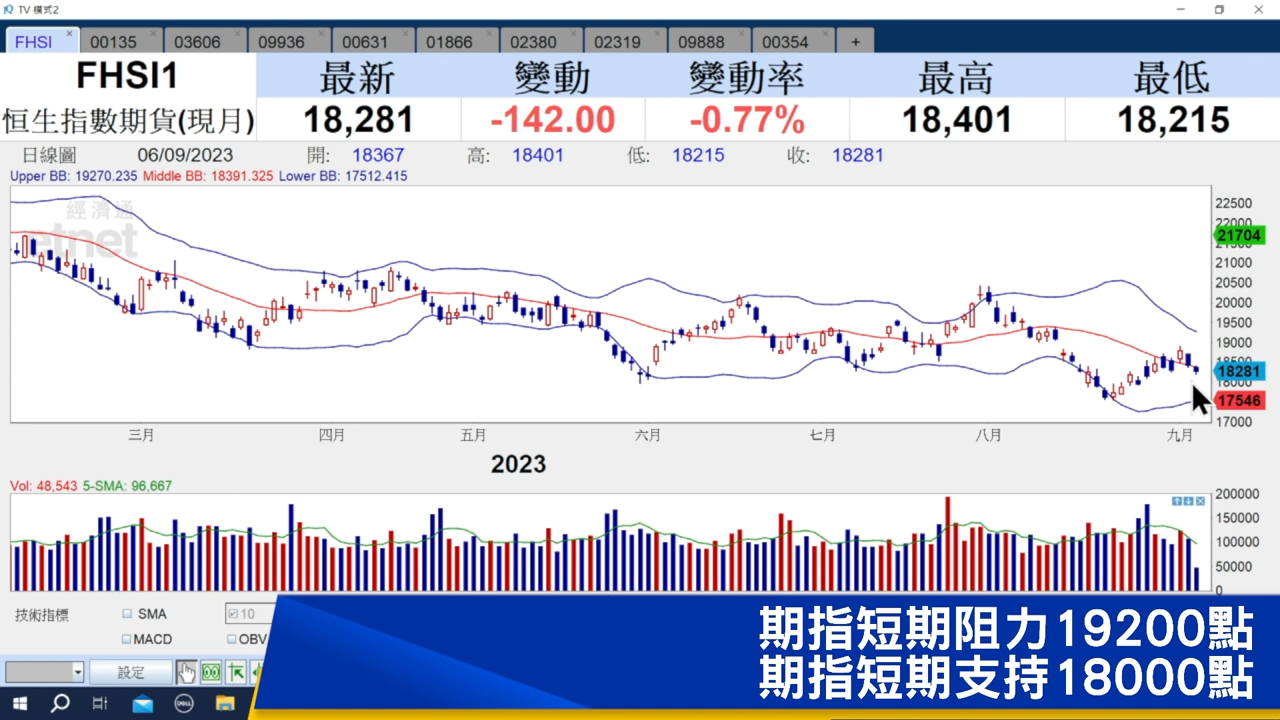 TV 模式2
FHSI 00135 03606 09936 00631 01866 02380 02319 09888 00354 +
FHSI1 最新 變動 變動率 最高 最低
恒生指數期貨(現月) 18,281 -142.00 -0.77% 18,401 18,215
日線圖 06/09/2023 開: 18367 高: 18401 低: 18215 收: 18281
Upper BB: 19270.235 Middle BB: 18391.325 Lower BB: 17512.415
經濟通
etnet
22500
22000
21704
21000
20500
20000
19500
19000
18500
18281
18000
17546
17000
三月 四月 五月 六月 七月 八月 九月
2023
Vol: 48,543 5-SMA: 96,667
200000
150000
100000
50000
0
技術指標 SMA 10
MACD OBV
設定
期指短期阻力19200點
期指短期支持18000點
DELL